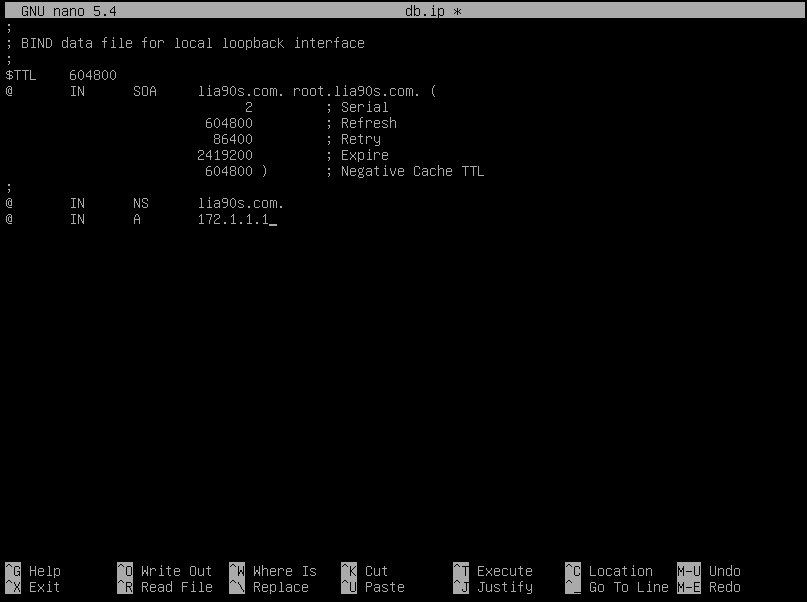 GNU nano 5.4 db.ip *
;
; BIND data file for local loopback interface
;
$TTL 604800
@ IN SOA lia90s.com. root.lia90s.com. (
2 ; Serial
604800 ; Refresh
86400 ; Retry
2419200 ; Expire
604800 ) ; Negative Cache TTL
;
@ IN NS lia90s.com.
@ IN A 172.1.1.1_
^G Help ^O Write Out ^W Where Is ^K Cut ^T Execute ^C Location M-U Undo
^X Exit ^R Read File ^\ Replace ^U Paste ^J Justify ^_ Go To Line M-E Redo